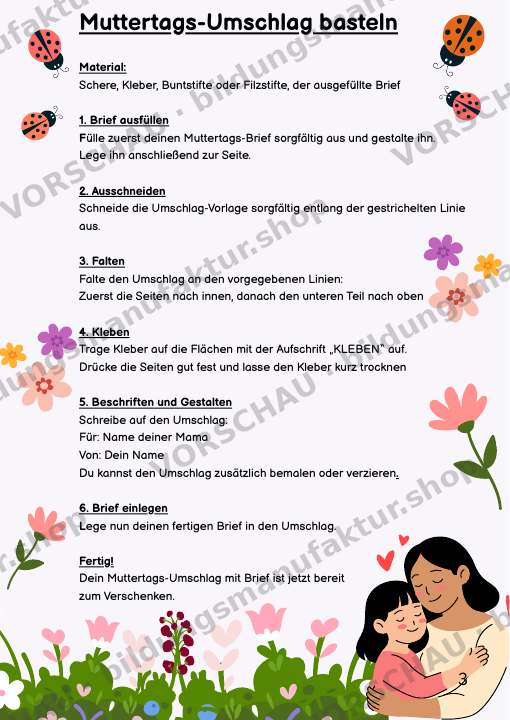 Muttertags-Umschlag basteln
Material:
Schere, Kleber, Buntstifte oder Filzstifte, der ausgefüllte Brief
1. Brief ausfüllen
Fülle zuerst deinen Muttertags-Brief sorgfältig aus und gestalte ihn.
Lege ihn anschließend zur Seite.
2. Ausschneiden
Schneide die Umschlag-Vorlage sorgfältig entlang der gestrichelten Linie
aus.
3. Falten
Falte den Umschlag an den vorgegebenen Linien:
Zuerst die Seiten nach innen, danach den unteren Teil nach oben
4. Kleben
Trage Kleber auf die Flächen mit der Aufschrift „KLEBEN“ auf.
Drücke die Seiten gut fest und lasse den Kleber kurz trocknen
5. Beschriften und Gestalten
Schreibe auf den Umschlag:
Für: Name deiner Mama
Von: Dein Name
Du kannst den Umschlag zusätzlich bemalen oder verzieren.
6. Brief einlegen
Lege nun deinen fertigen Brief in den Umschlag.
Fertig!
Dein Muttertags-Umschlag mit Brief ist jetzt bereit
zum Verschenken.
3
VORSCHAU · bildungsmanufaktur.shop